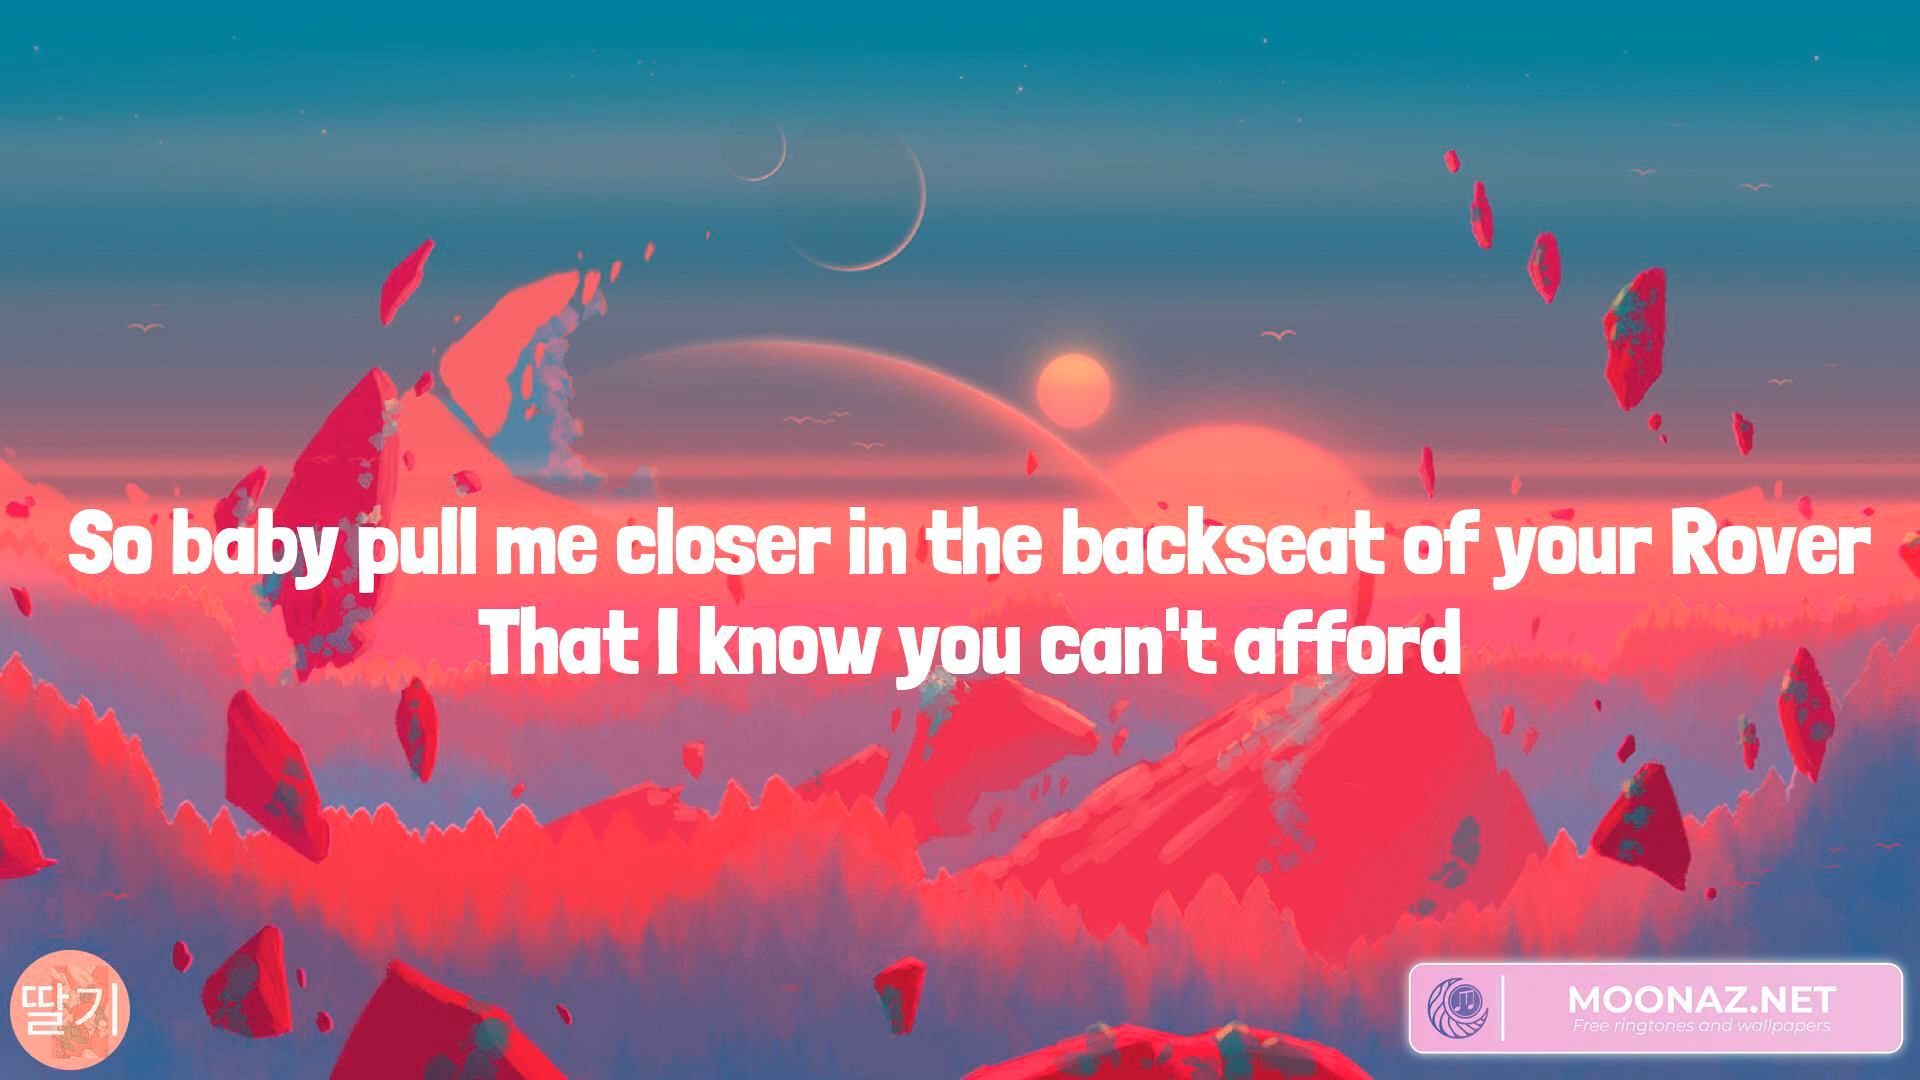 So baby pull me closer in the backseat of your Rover
That I know you can't afford
딸기
MOONAZ.NET
Free ringtones and wallpapers